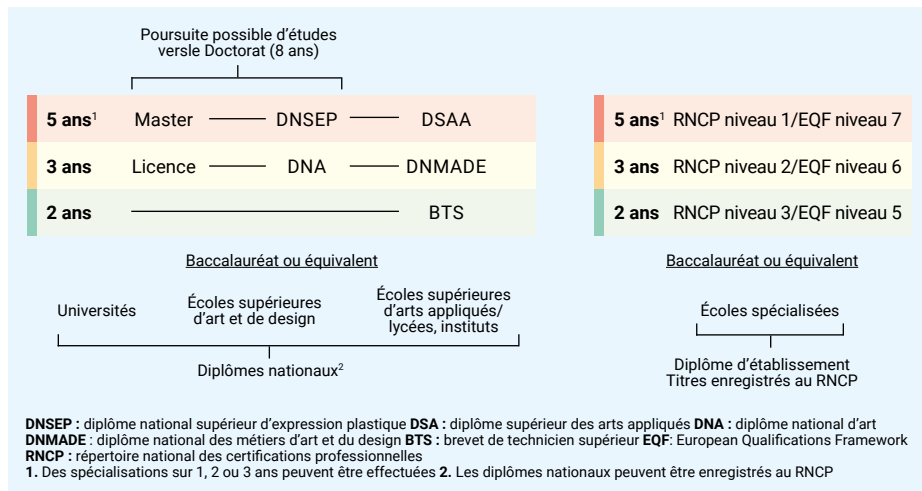 Poursuite possible d'études
versle Doctorat (8 ans)
5 ans¹ Master DNSEP DSAA
3 ans Licence DNA DNMADE
2 ans BTS
Baccalauréat ou équivalent
Universités
Écoles supérieures
d'art et de design
Écoles supérieures
d'arts appliqués/
lycées, instituts
Diplômes nationaux²
5 ans¹ RNCP niveau 1/EQF niveau 7
3 ans RNCP niveau 2/EQF niveau 6
2 ans RNCP niveau 3/EQF niveau 5
Baccalauréat ou équivalent
Écoles spécialisées
Diplôme d'établissement
Titres enregistrés au RNCP
DNSEP : diplôme national supérieur d'expression plastique DSA : diplôme supérieur des arts appliqués DNA : diplôme national d'art
DNMADE : diplôme national des métiers d'art et du design BTS : brevet de technicien supérieur EQF: European Qualifications Framework
RNCP : répertoire national des certifications professionnelles
1. Des spécialisations sur 1, 2 ou 3 ans peuvent être effectuées 2. Les diplômes nationaux peuvent être enregistrés au RNCP